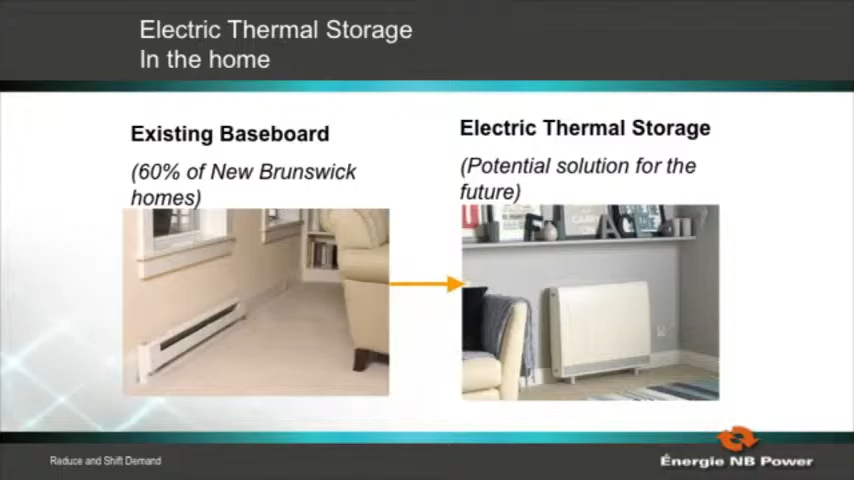 Electric Thermal Storage
In the home
Existing Baseboard
(60% of New Brunswick
homes)
Electric Thermal Storage
(Potential solution for the
future)
Reduce and Shift Demand
Énergie NB Power